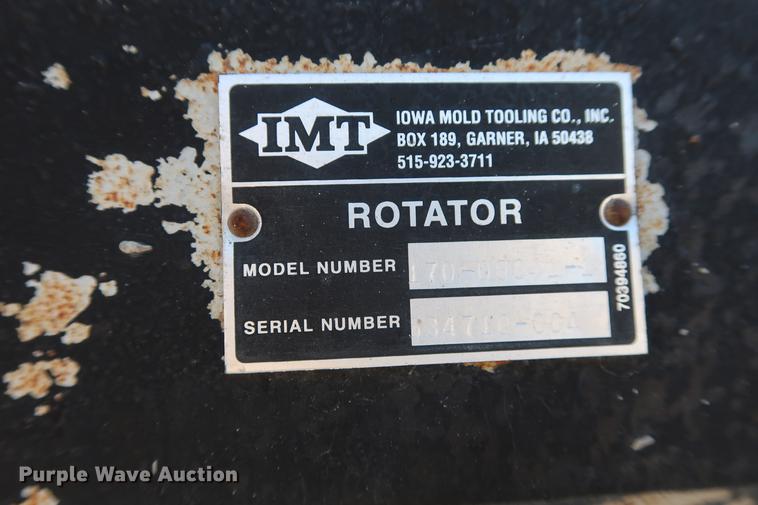 IMT
IOWA MOLD TOOLING CO., INC.
BOX 189, GARNER, IA 50438
515-923-3711
ROTATOR
MODEL NUMBER
SERIAL NUMBER
70394860
Purple Wave Auction